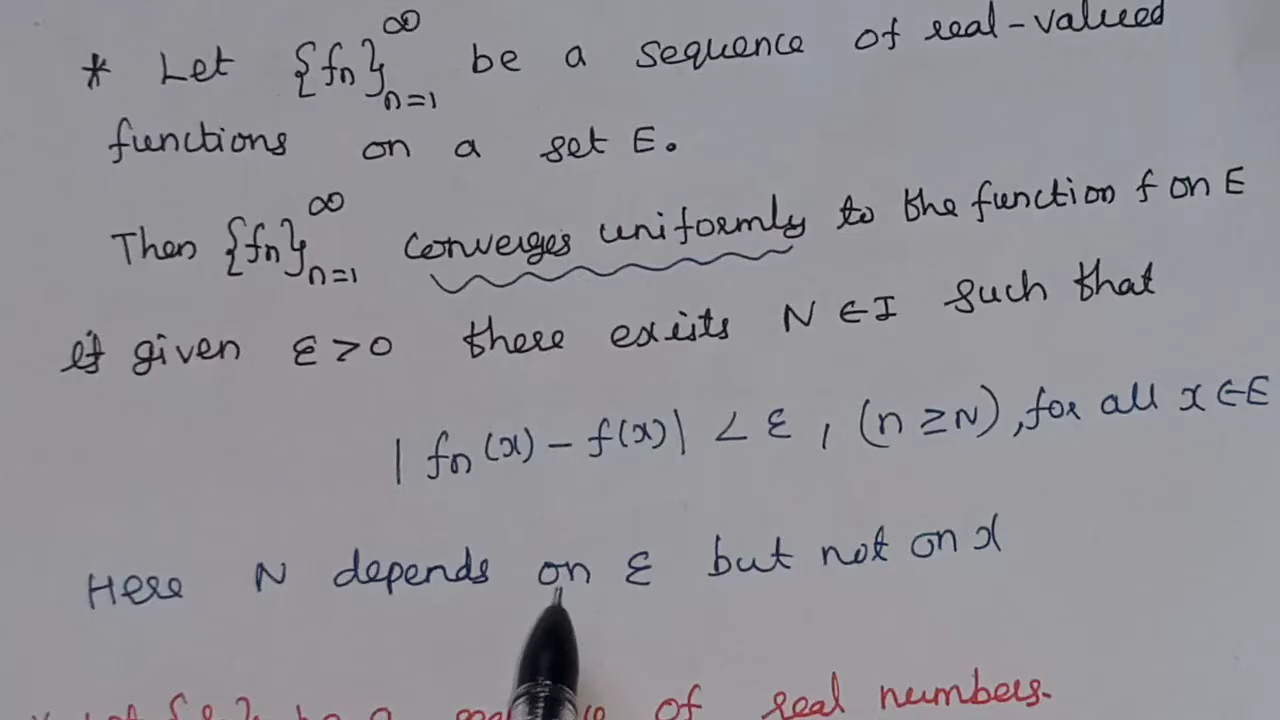 * Let {fn}∞n=1 be a sequence of real-valued
functions on a set E.
Then {fn}∞n=1 converges uniformly to the function f on E
if given ε > 0 there exists N ∈ I such that
| fn(x) - f(x) | < ε , (n ≥ N), for all x ∈ E
Here N depends on ε but not on x
of real numbers.